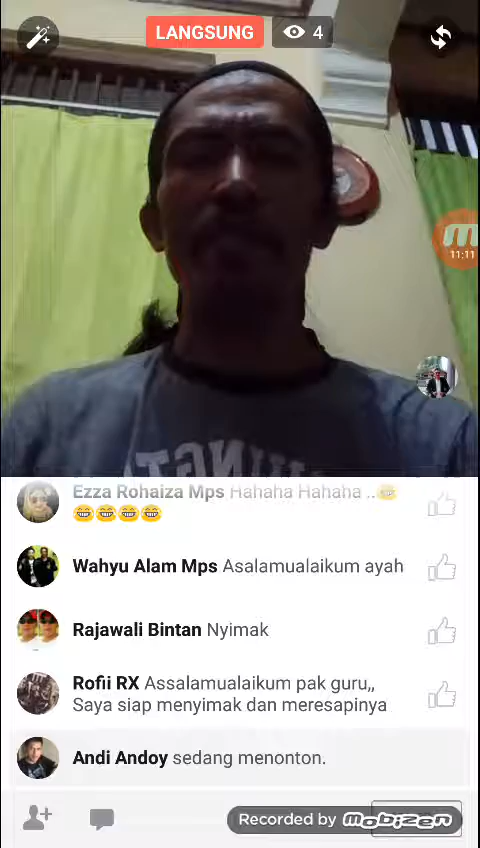 LANGSUNG
4
11:11
Ezza Rohaiza Mps Hahaha Hahaha ..😂
😂😂😂😂
Wahyu Alam Mps Asalamualaikum ayah
Rajawali Bintan Nyimak
Rofii RX Assalamualaikum pak guru,,
Saya siap menyimak dan meresapinya
Andi Andoy sedang menonton.
Recorded by mobizen